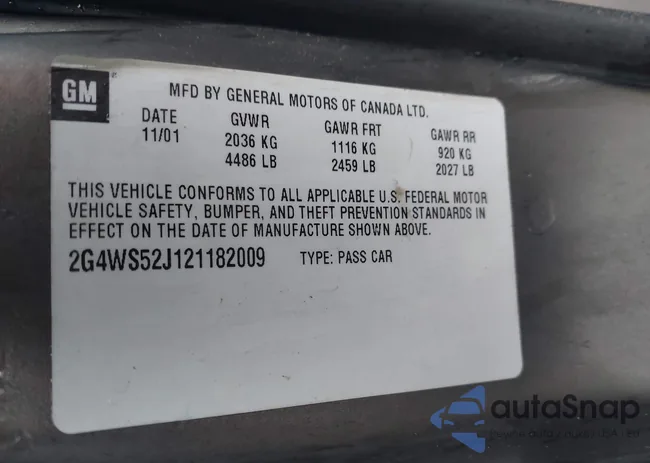 GM
MFD BY GENERAL MOTORS OF CANADA LTD.
DATE GVWR GAWR FRT GAWR RR
11/01 2036 KG 1116 KG 920 KG
4486 LB 2459 LB 2027 LB
THIS VEHICLE CONFORMS TO ALL APPLICABLE U.S. FEDERAL MOTOR
VEHICLE SAFETY, BUMPER, AND THEFT PREVENTION STANDARDS IN
EFFECT ON THE DATE OF MANUFACTURE SHOWN ABOVE.
2G4WS52J121182009 TYPE: PASS CAR
autaSnap